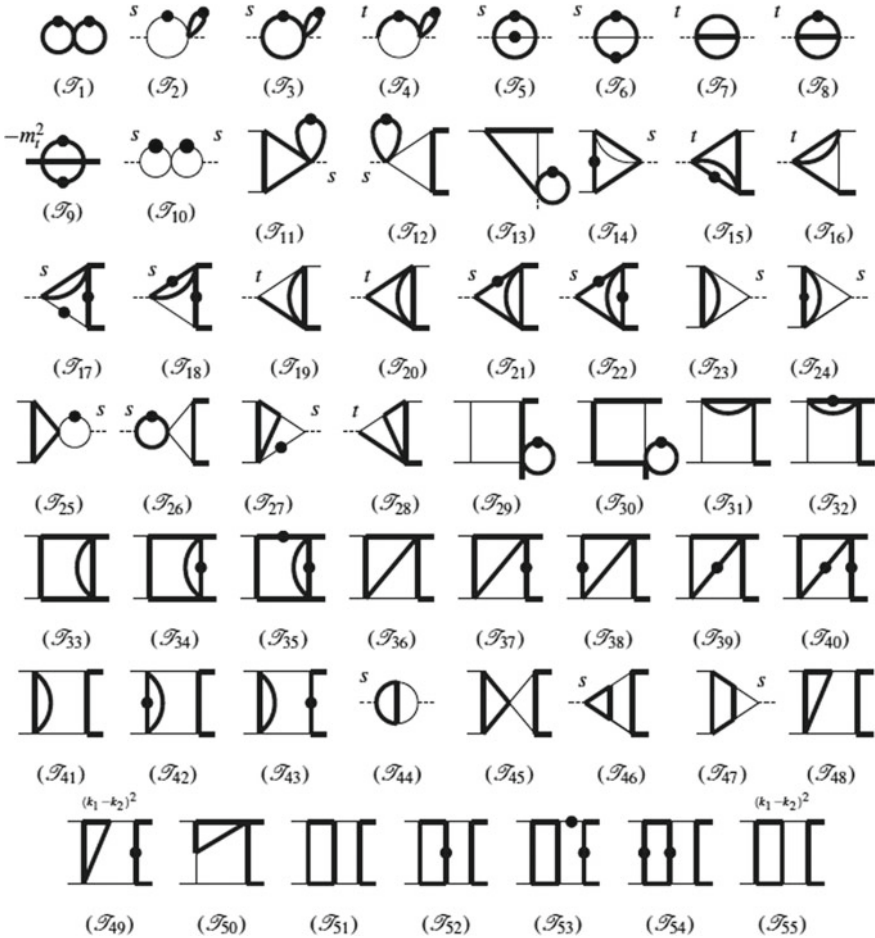 s s t s s t t
(𝒯₁) (𝒯₂) (𝒯₃) (𝒯₄) (𝒯₅) (𝒯₆) (𝒯₇) (𝒯₈)
−m_t² s s s t t
s s
(𝒯₉) (𝒯₁₀) (𝒯₁₁) (𝒯₁₂) (𝒯₁₃) (𝒯₁₄) (𝒯₁₅) (𝒯₁₆)
s s t t s s s s
(𝒯₁₇) (𝒯₁₈) (𝒯₁₉) (𝒯₂₀) (𝒯₂₁) (𝒯₂₂) (𝒯₂₃) (𝒯₂₄)
s s s t
(𝒯₂₅) (𝒯₂₆) (𝒯₂₇) (𝒯₂₈) (𝒯₂₉) (𝒯₃₀) (𝒯₃₁) (𝒯₃₂)
(𝒯₃₃) (𝒯₃₄) (𝒯₃₅) (𝒯₃₆) (𝒯₃₇) (𝒯₃₈) (𝒯₃₉) (𝒯₄₀)
s s s
(𝒯₄₁) (𝒯₄₂) (𝒯₄₃) (𝒯₄₄) (𝒯₄₅) (𝒯₄₆) (𝒯₄₇) (𝒯₄₈)
(k₁−k₂)² (k₁−k₂)²
(𝒯₄₉) (𝒯₅₀) (𝒯₅₁) (𝒯₅₂) (𝒯₅₃) (𝒯₅₄) (𝒯₅₅)